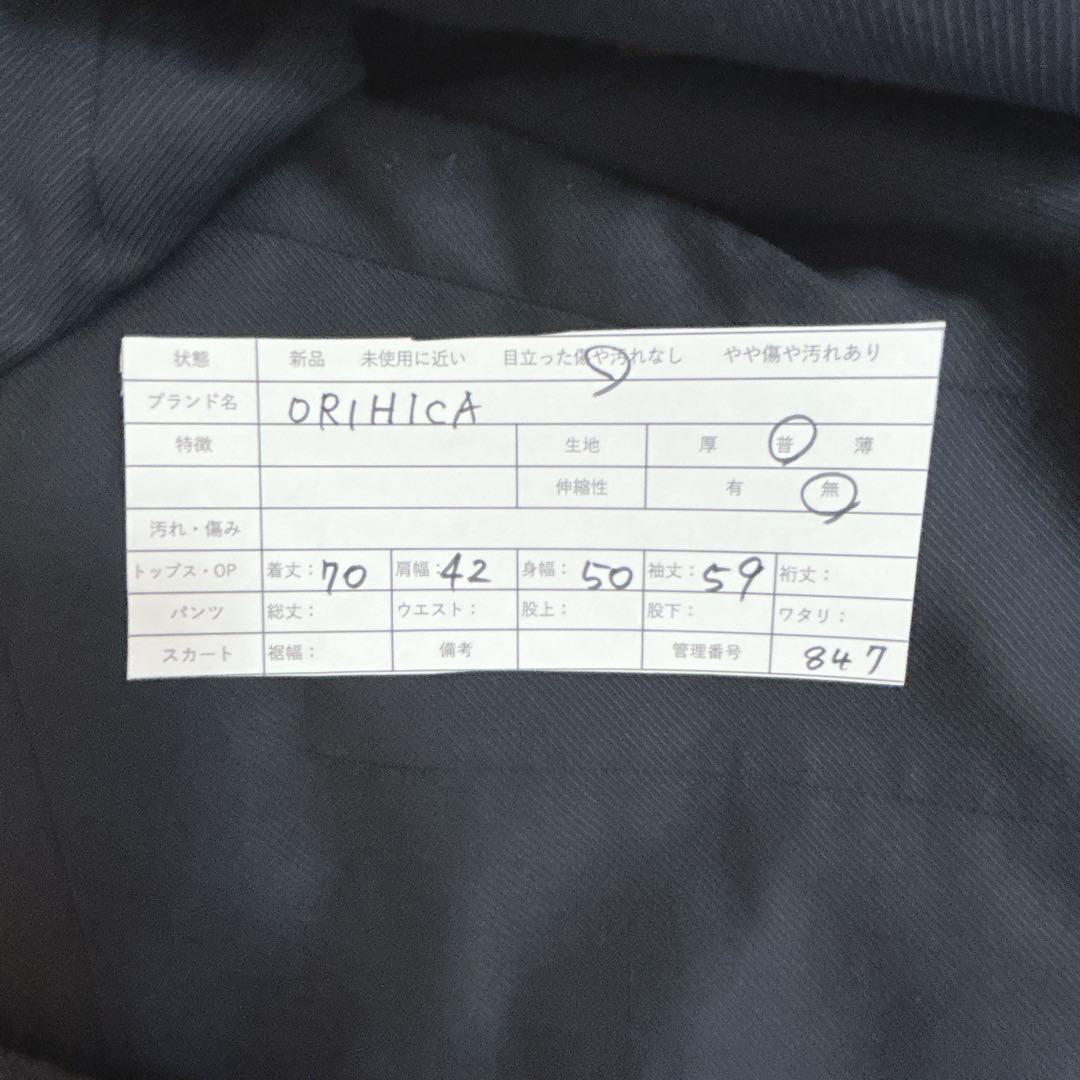 状態 新品 未使用に近い 目立った傷や汚れなし やや傷や汚れあり
ブランド名 ORIHICA
特徴 生地 厚 普 薄
伸縮性 有 無
汚れ・傷み
トップス・OP 着丈：70 肩幅：42 身幅：50 袖丈：59 裄丈：
パンツ 総丈： ウエスト： 股上： 股下： ワタリ：
スカート 裾幅： 備考 管理番号 847